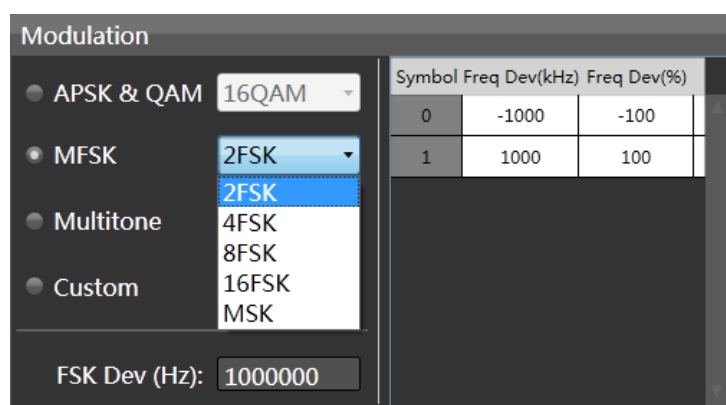 Modulation
APSK & QAM 16QAM
MFSK 2FSK
2FSK
Multitone 4FSK
8FSK
Custom 16FSK
MSK
FSK Dev (Hz): 1000000
Symbol Freq Dev(kHz) Freq Dev(%)
0 -1000 -100
1 1000 100